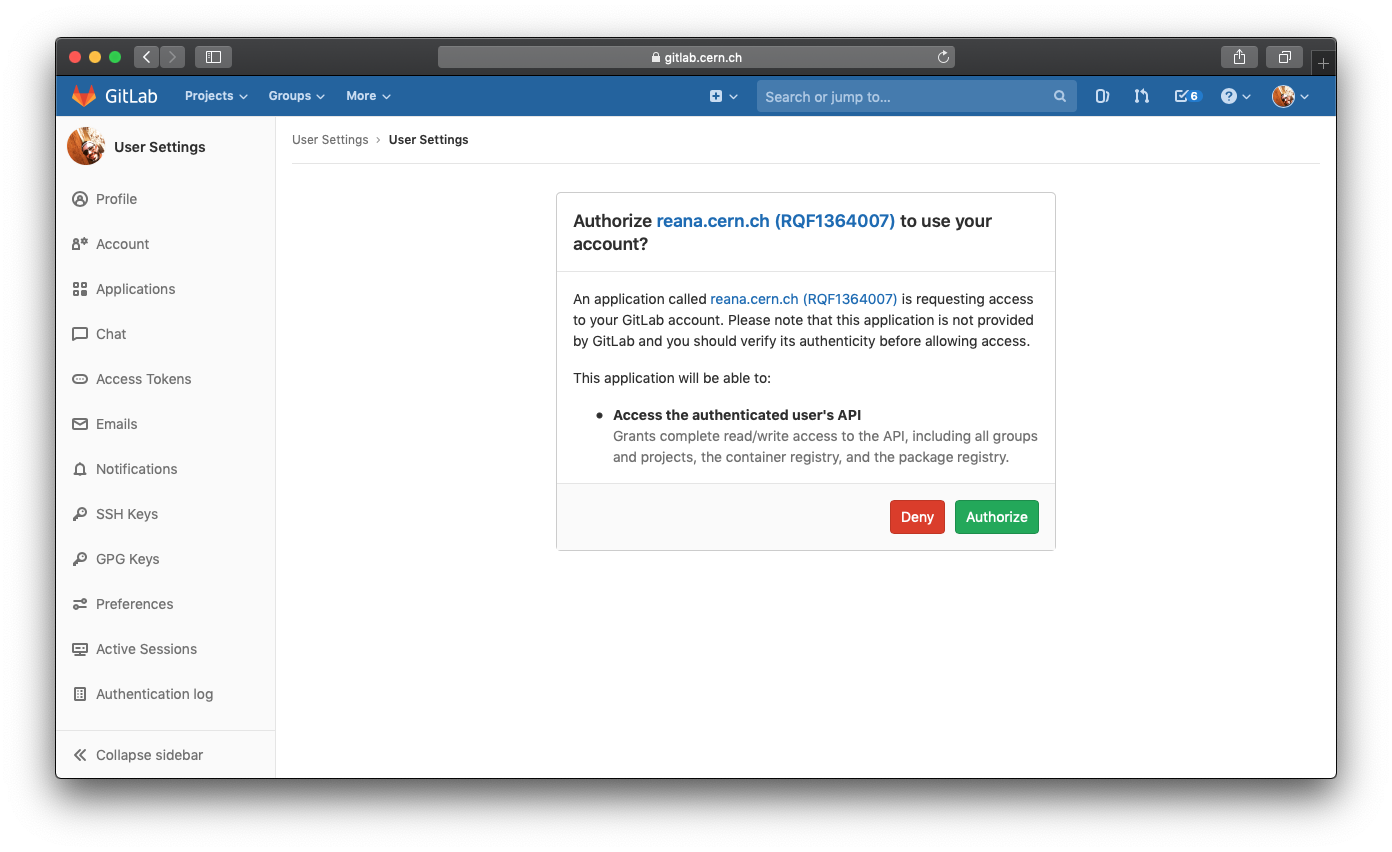 gitlab.cern.ch
GitLab Projects Groups More Search or jump to... 6
User Settings
Profile
Account
Applications
Chat
Access Tokens
Emails
Notifications
SSH Keys
GPG Keys
Preferences
Active Sessions
Authentication log
Collapse sidebar
User Settings › User Settings
Authorize reana.cern.ch (RQF1364007) to use your
account?
An application called reana.cern.ch (RQF1364007) is requesting access
to your GitLab account. Please note that this application is not provided
by GitLab and you should verify its authenticity before allowing access.
This application will be able to:
• Access the authenticated user's API
Grants complete read/write access to the API, including all groups
and projects, the container registry, and the package registry.
Deny Authorize